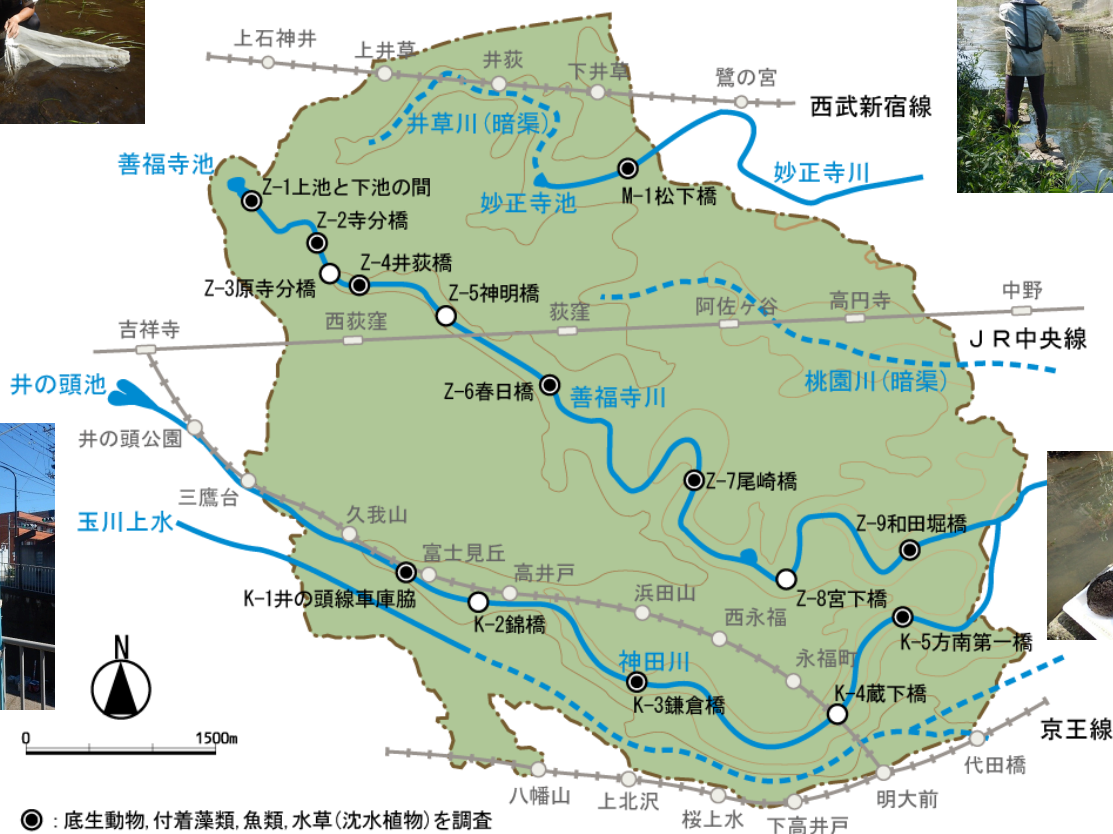 上石神井
上井草
井荻
下井草
鷺の宮
西武新宿線
井草川(暗渠)
善福寺池
妙正寺川
Z-1上池と下池の間
M-1松下橋
妙正寺池
Z-2寺分橋
Z-4井荻橋
Z-3原寺分橋
Z-5神明橋
中野
高円寺
阿佐ヶ谷
荻窪
西荻窪
吉祥寺
JR中央線
井の頭池
Z-6春日橋
善福寺川
桃園川(暗渠)
井の頭公園
Z-7尾崎橋
三鷹台
玉川上水
久我山
Z-9和田堀橋
富士見丘
高井戸
K-1井の頭線車庫脇
浜田山
Z-8宮下橋
K-2錦橋
西永福
K-5方南第一橋
N
神田川
永福町
K-3鎌倉橋
K-4蔵下橋
0
1500m
京王線
代田橋
八幡山
上北沢
桜上水
下高井戸
明大前
:底生動物,付着藻類,魚類,水草(沈水植物)を調査